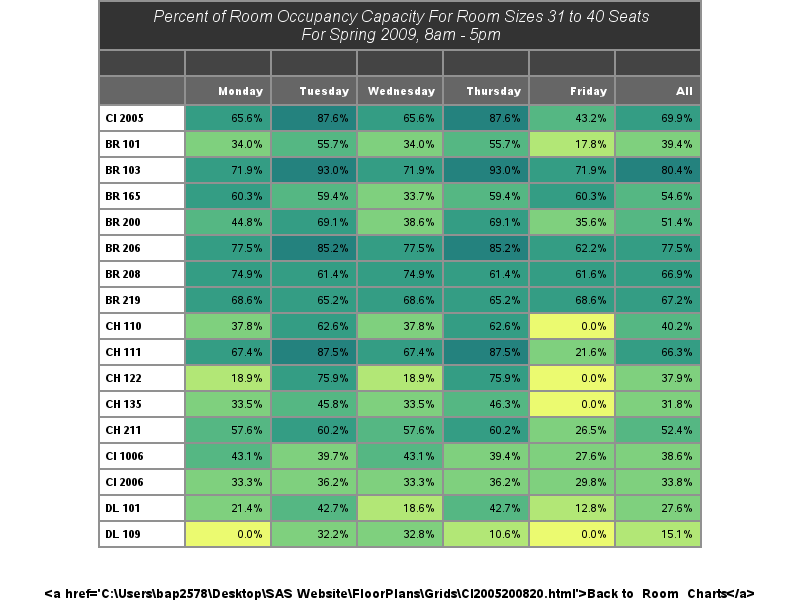 Percent of Room Occupancy Capacity For Room Sizes 31 to 40 Seats
For Spring 2009, 8am - 5pm
Monday Tuesday Wednesday Thursday Friday All
CI 2005 65.6% 87.6% 65.6% 87.6% 43.2% 69.9%
BR 101 34.0% 55.7% 34.0% 55.7% 17.8% 39.4%
BR 103 71.9% 93.0% 71.9% 93.0% 71.9% 80.4%
BR 165 60.3% 59.4% 33.7% 59.4% 60.3% 54.6%
BR 200 44.8% 69.1% 38.6% 69.1% 35.6% 51.4%
BR 206 77.5% 85.2% 77.5% 85.2% 62.2% 77.5%
BR 208 74.9% 61.4% 74.9% 61.4% 61.6% 66.9%
BR 219 68.6% 65.2% 68.6% 65.2% 68.6% 67.2%
CH 110 37.8% 62.6% 37.8% 62.6% 0.0% 40.2%
CH 111 67.4% 87.5% 67.4% 87.5% 21.6% 66.3%
CH 122 18.9% 75.9% 18.9% 75.9% 0.0% 37.9%
CH 135 33.5% 45.8% 33.5% 46.3% 0.0% 31.8%
CH 211 57.6% 60.2% 57.6% 60.2% 26.5% 52.4%
CI 1006 43.1% 39.7% 43.1% 39.4% 27.6% 38.6%
CI 2006 33.3% 36.2% 33.3% 36.2% 29.8% 33.8%
DL 101 21.4% 42.7% 18.6% 42.7% 12.8% 27.6%
DL 109 0.0% 32.2% 32.8% 10.6% 0.0% 15.1%
<a href='C:\Users\bap2578\Desktop\SAS Website\FloorPlans\Grids\CI2005200820.html'>Back to Room Charts</a>